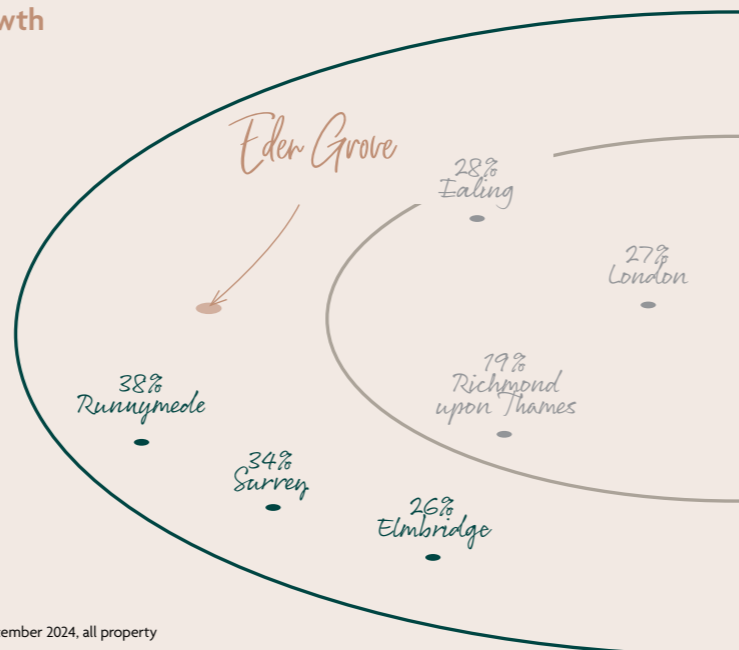 wth
Eden Grove
28%
Ealing
27%
London
19%
Richmond
upon Thames
38%
Runnymede
34%
Surrey
26%
Elmbridge
ember 2024, all property